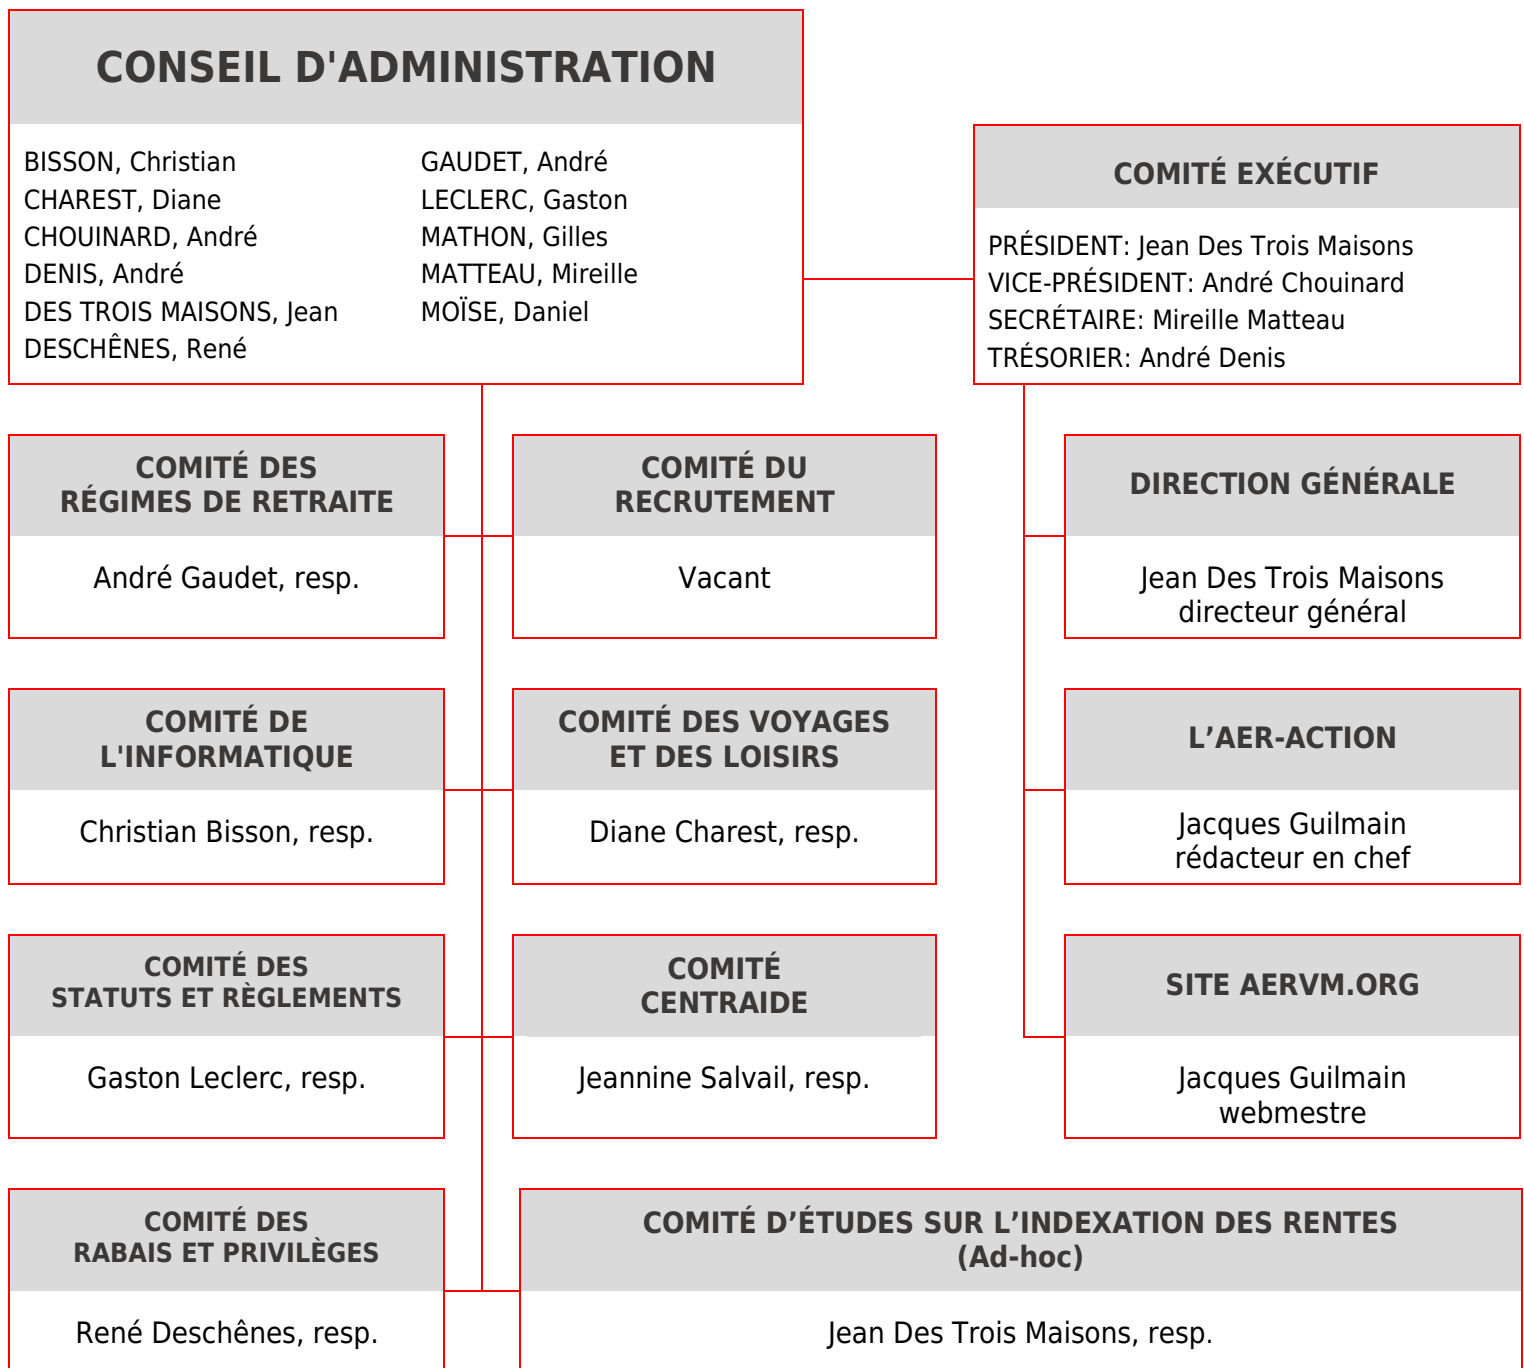 CONSEIL D'ADMINISTRATION
BISSON, Christian
CHAREST, Diane
CHOUINARD, André
DENIS, André
DES TROIS MAISONS, Jean
DESCHÊNES, René
GAUDET, André
LECLERC, Gaston
MATHON, Gilles
MATTEAU, Mireille
MOÏSE, Daniel
COMITÉ EXÉCUTIF
PRÉSIDENT: Jean Des Trois Maisons
VICE-PRÉSIDENT: André Chouinard
SECRÉTAIRE: Mireille Matteau
TRÉSORIER: André Denis
COMITÉ DES
RÉGIMES DE RETRAITE
André Gaudet, resp.
COMITÉ DU
RECRUTEMENT
Vacant
DIRECTION GÉNÉRALE
Jean Des Trois Maisons
directeur général
COMITÉ DE
L'INFORMATIQUE
Christian Bisson, resp.
COMITÉ DES VOYAGES
ET DES LOISIRS
Diane Charest, resp.
L’AER-ACTION
Jacques Guilmain
rédacteur en chef
COMITÉ DES
STATUTS ET RÈGLEMENTS
Gaston Leclerc, resp.
COMITÉ
CENTRAIDE
Jeannine Salvail, resp.
SITE AERVM.ORG
Jacques Guilmain
webmestre
COMITÉ DES
RABAIS ET PRIVILÈGES
René Deschênes, resp.
COMITÉ D’ÉTUDES SUR L’INDEXATION DES RENTES
(Ad-hoc)
Jean Des Trois Maisons, resp.